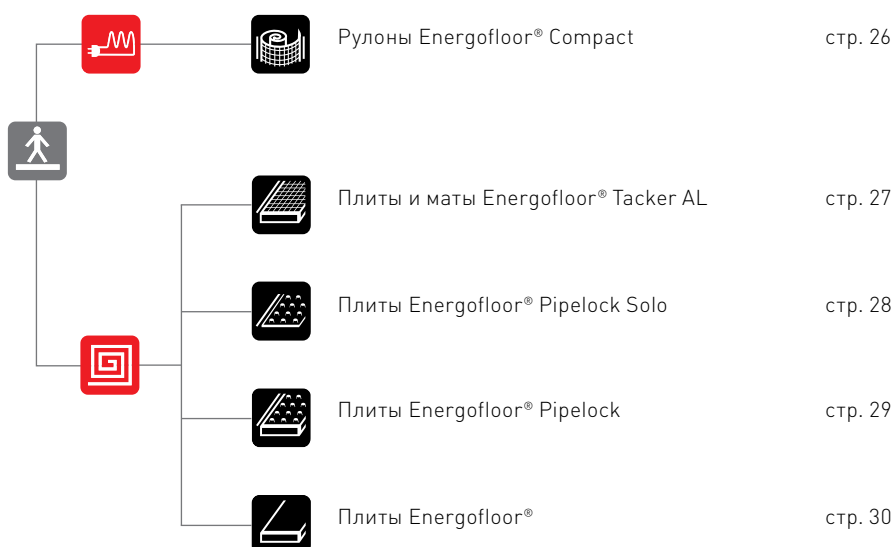 Рулоны Energofloor® Compact стр. 26
Плиты и маты Energofloor® Tacker AL стр. 27
Плиты Energofloor® Pipelock Solo стр. 28
Плиты Energofloor® Pipelock стр. 29
Плиты Energofloor® стр. 30